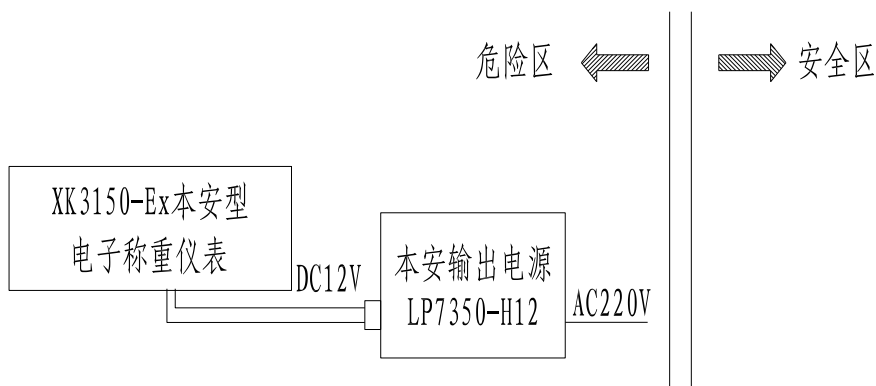 危险区
安全区
XK3150-Ex本安型
电子称重仪表
DC12V
本安输出电源
LP7350-H12
AC220V